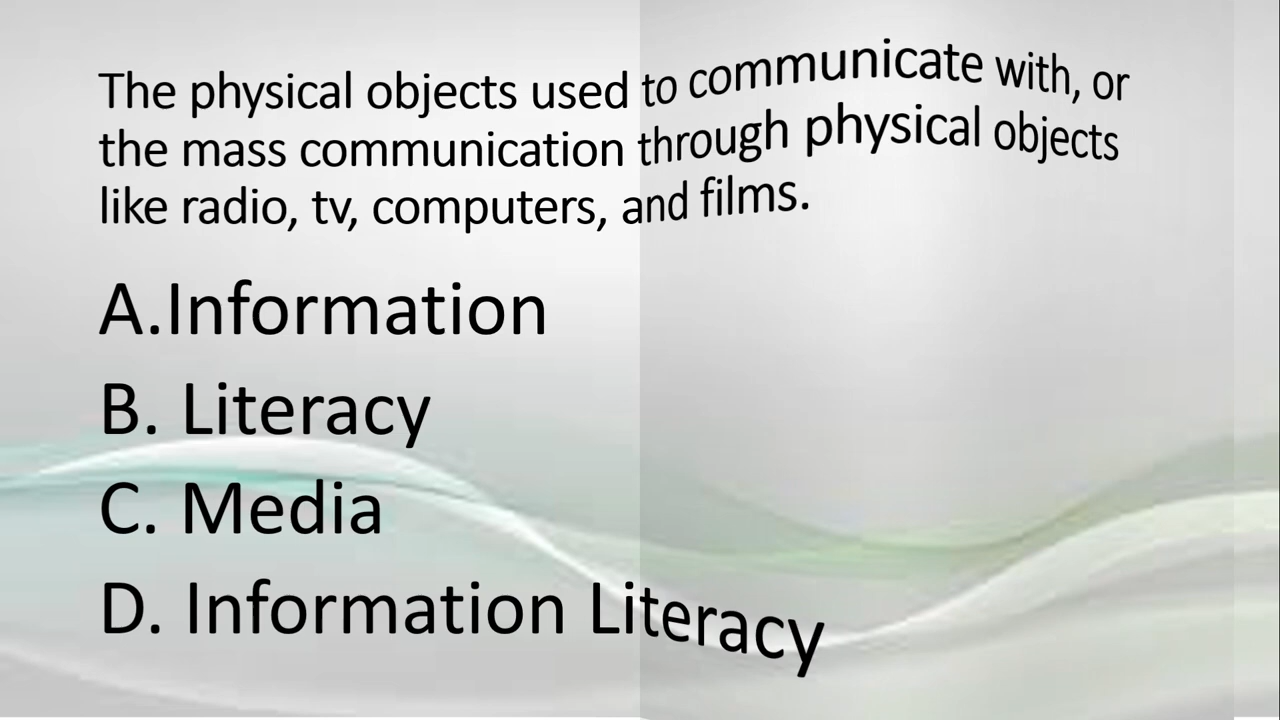 The physical objects used to communicate with, or
the mass communication through physical objects
like radio, tv, computers, and films.
A.Information
B. Literacy
C. Media
D. Information Literacy